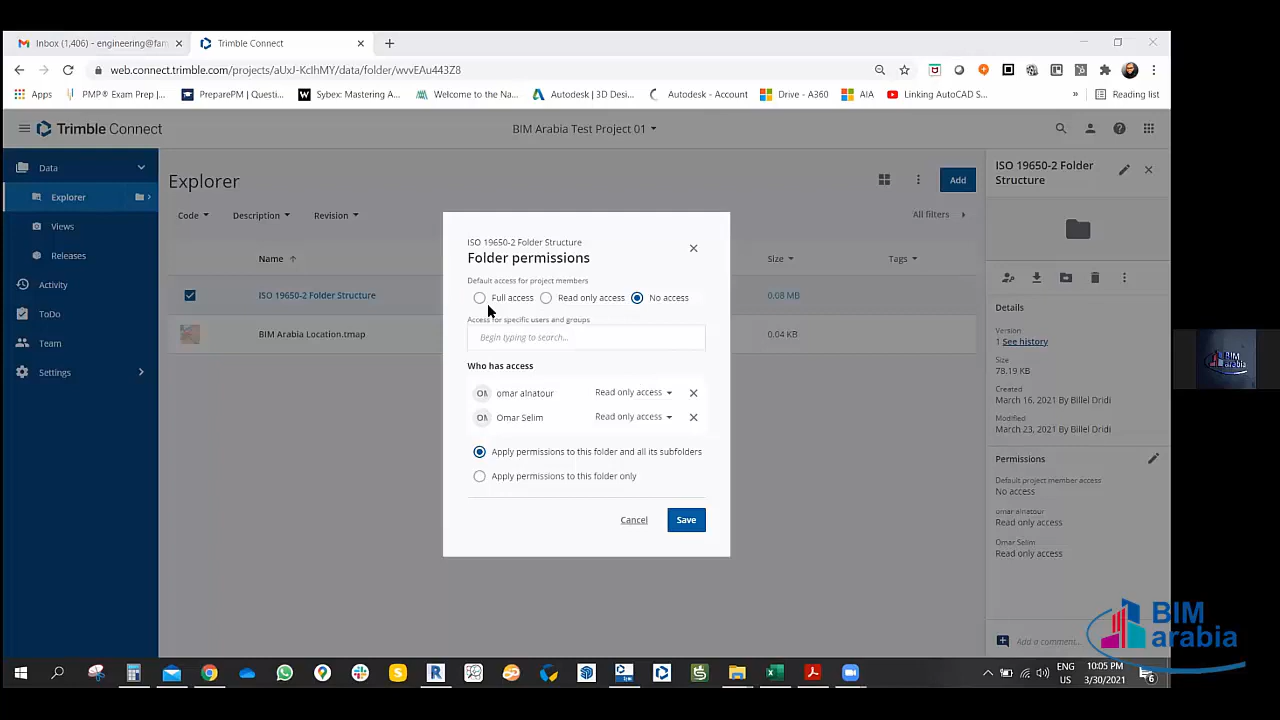 Inbox (1,406) - engineering@fam
Trimble Connect
web.connect.trimble.com/projects/aUxJ-KcIhMY/data/folder/wvvEAu443Z8
Apps
PMP® Exam Prep |...
PreparePM | Questi...
Sybex: Mastering A...
Welcome to the Na...
Autodesk | 3D Desi...
Autodesk - Account
Drive - A360
AIA
Linking AutoCAD S...
»
Reading list
Trimble Connect
BIM Arabia Test Project 01
Data
Explorer
Views
Releases
Activity
ToDo
Team
Settings
Explorer
Add
Code
Description
Revision
All filters
Name
Size
Tags
ISO 19650-2 Folder Structure
0.08 MB
BIM Arabia Location.tmap
0.04 KB
ISO 19650-2 Folder Structure
Folder permissions
Default access for project members
Full access
Read only access
No access
Access for specific users and groups
Begin typing to search...
Who has access
omar alnatour
Read only access
Omar Selim
Read only access
Apply permissions to this folder and all its subfolders
Apply permissions to this folder only
Cancel
Save
ISO 19650-2 Folder
Structure
Details
Version
1 See history
Size
78.19 KB
Created
March 16, 2021 By Billel Dridi
Modified
March 23, 2021 By Billel Dridi
Permissions
Default project member access
No access
omar alnatour
Read only access
Omar Selim
Read only access
Add a comment...
BIM
arabia
BIM
arabia
ENG
US
10:05 PM
3/30/2021
6